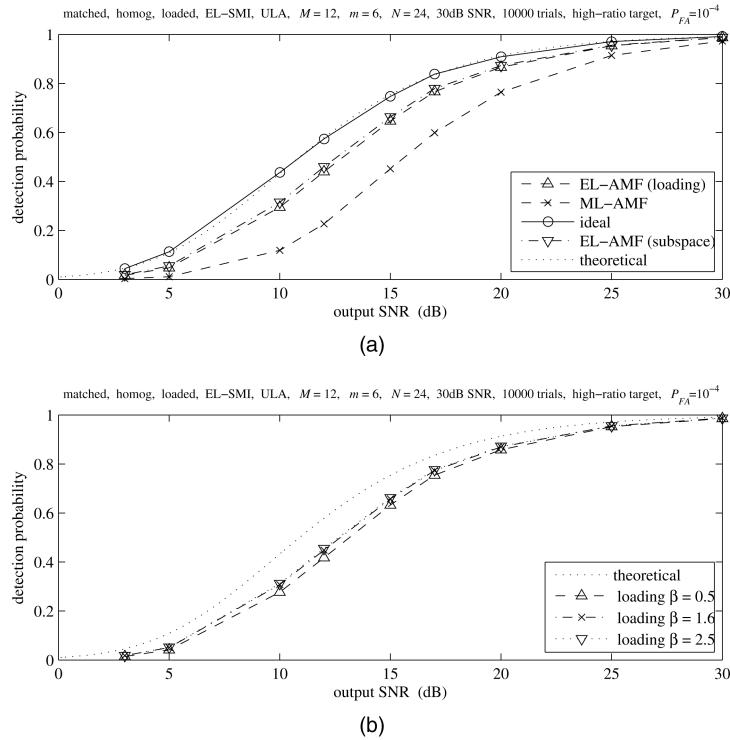 matched, homog, loaded, EL−SMI, ULA, M = 12, m = 6, N = 24, 30dB SNR, 10000 trials, high-ratio target, P_FA=10^−4
1
0.8
0.6
0.4
0.2
0
detection probability
EL−AMF (loading)
ML−AMF
ideal
EL−AMF (subspace)
theoretical
0 5 10 15 20 25 30
output SNR (dB)
(a)
matched, homog, loaded, EL−SMI, ULA, M = 12, m = 6, N = 24, 30dB SNR, 10000 trials, high-ratio target, P_FA=10^−4
1
0.8
0.6
0.4
0.2
0
detection probability
theoretical
loading β = 0.5
loading β = 1.6
loading β = 2.5
0 5 10 15 20 25 30
output SNR (dB)
(b)